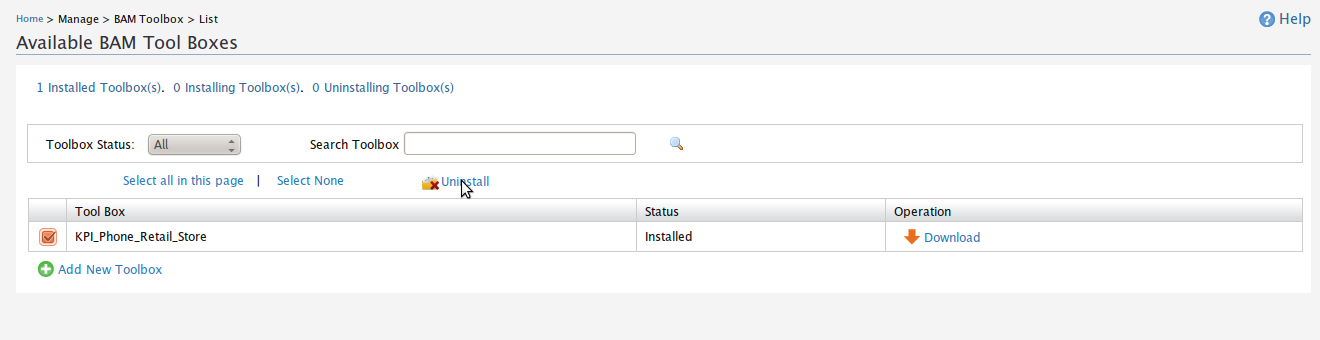 Home > Manage > BAM Toolbox > List
Help
Available BAM Tool Boxes
1 Installed Toolbox(s). 0 Installing Toolbox(s). 0 Uninstalling Toolbox(s)
Toolbox Status: All Search Toolbox
Select all in this page | Select None Uninstall
Tool Box Status Operation
KPI_Phone_Retail_Store Installed Download
Add New Toolbox